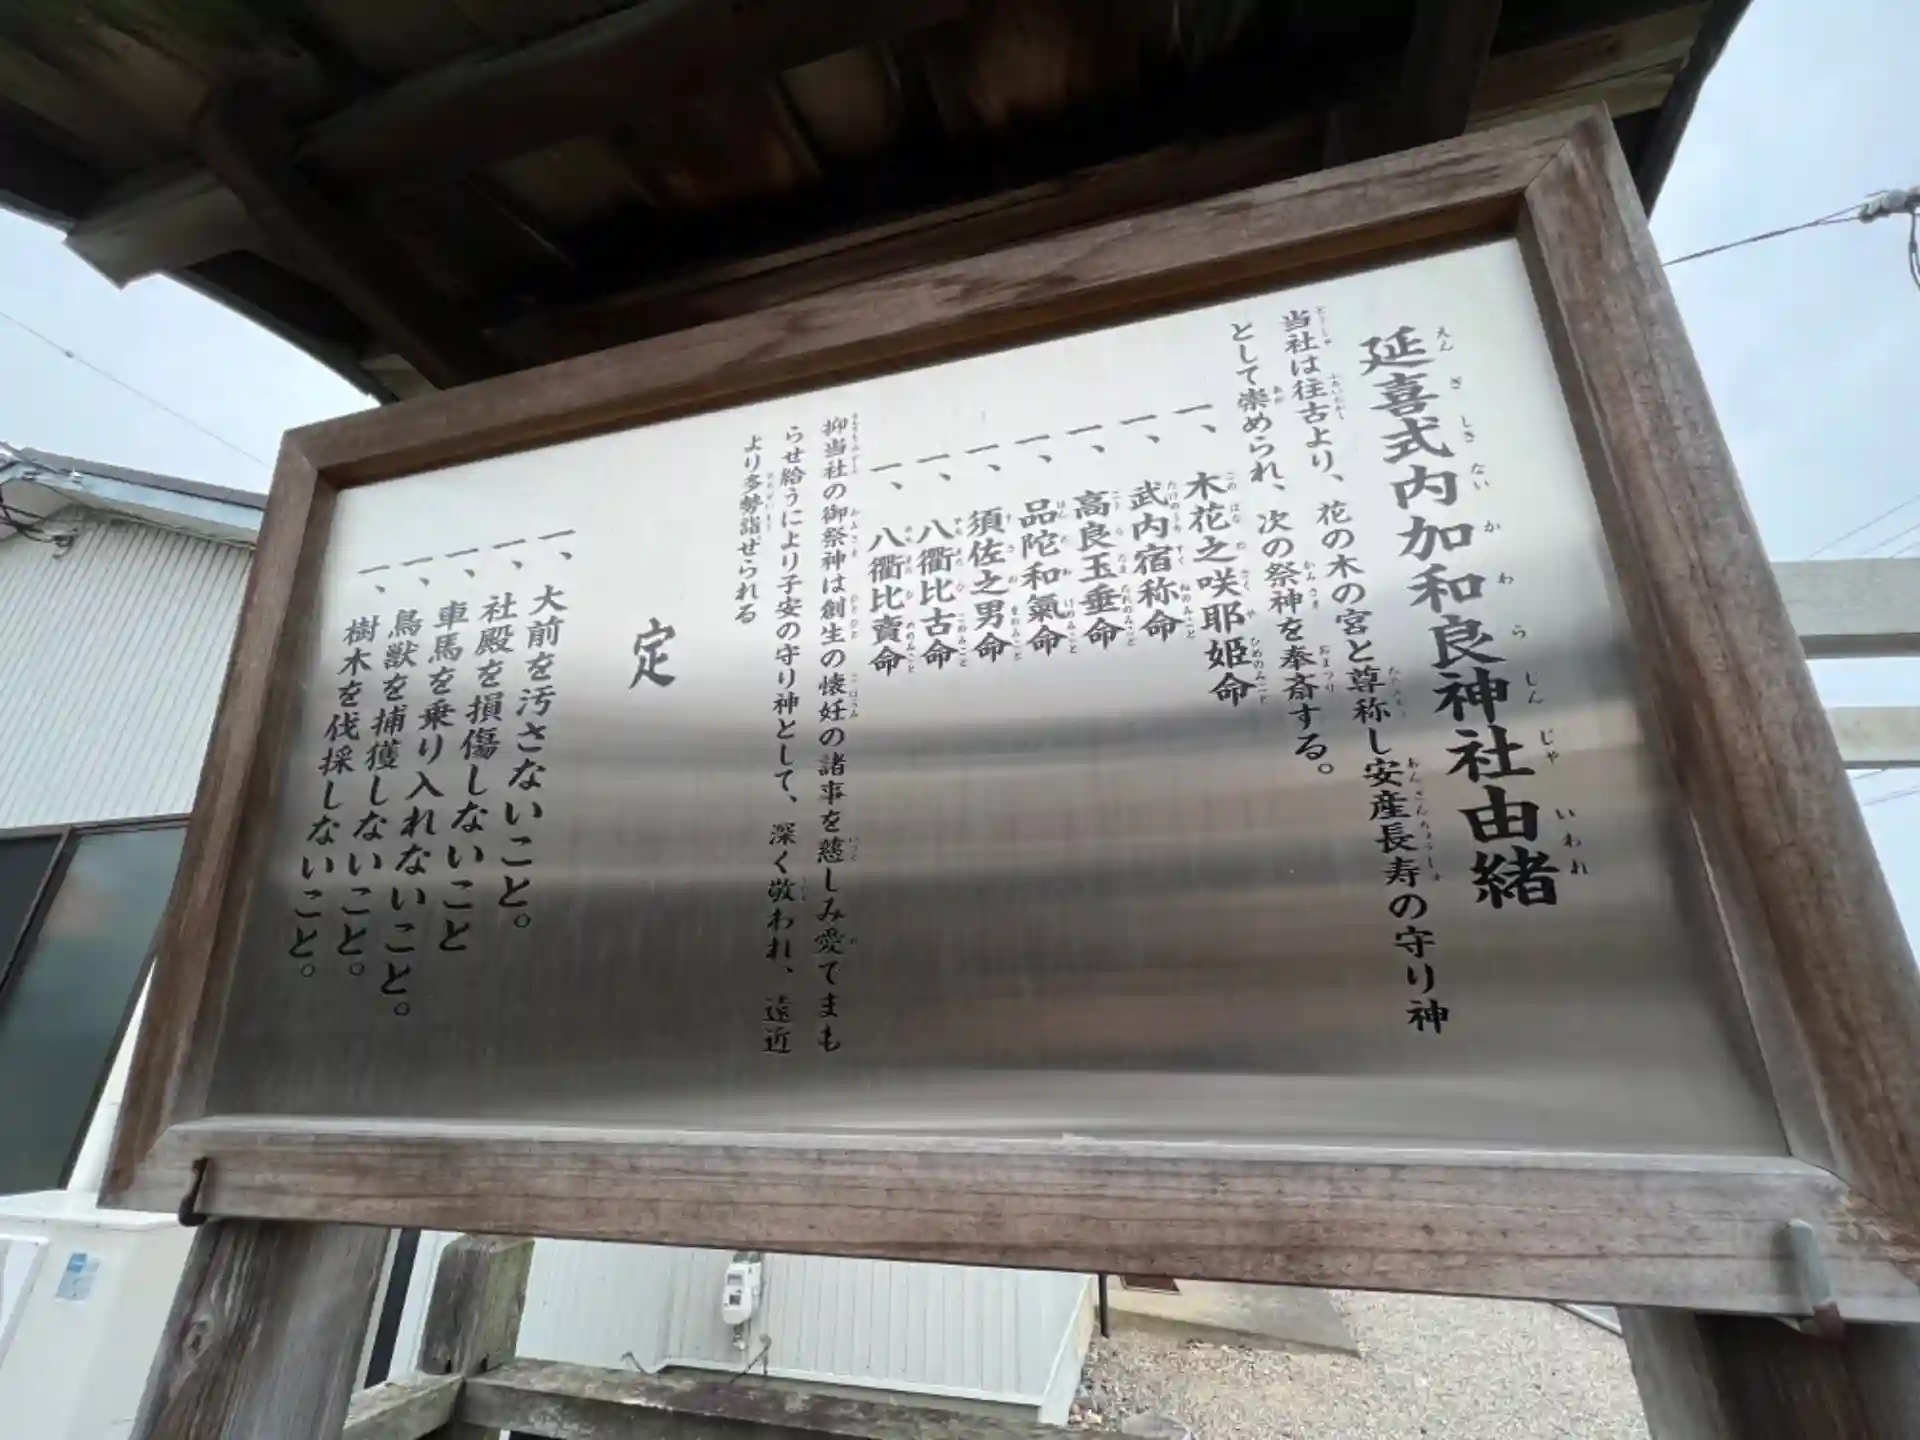 延喜式内加和良神社由緒
当社は往古より、花の木の宮と尊称し安産長寿の守り神
として崇められ、次の祭神を奉斎する。
一、木花之咲耶姫命
一、武内宿称命
一、高良玉垂命
一、品陀和氣命
一、須佐之男命
一、八衢比古命
一、八衢比賣命
抑当社の御祭神は創生の懐妊の諸事を慈しみ愛てまも
らせ給うにより子安の守り神として、深く敬われ、遠近
より多勢詣ぜられる
定
一、大前を汚さないこと。
一、社殿を損傷しないこと
一、車馬を乗り入れないこと。
一、鳥獣を捕獲しないこと。
一、樹木を伐採しないこと。